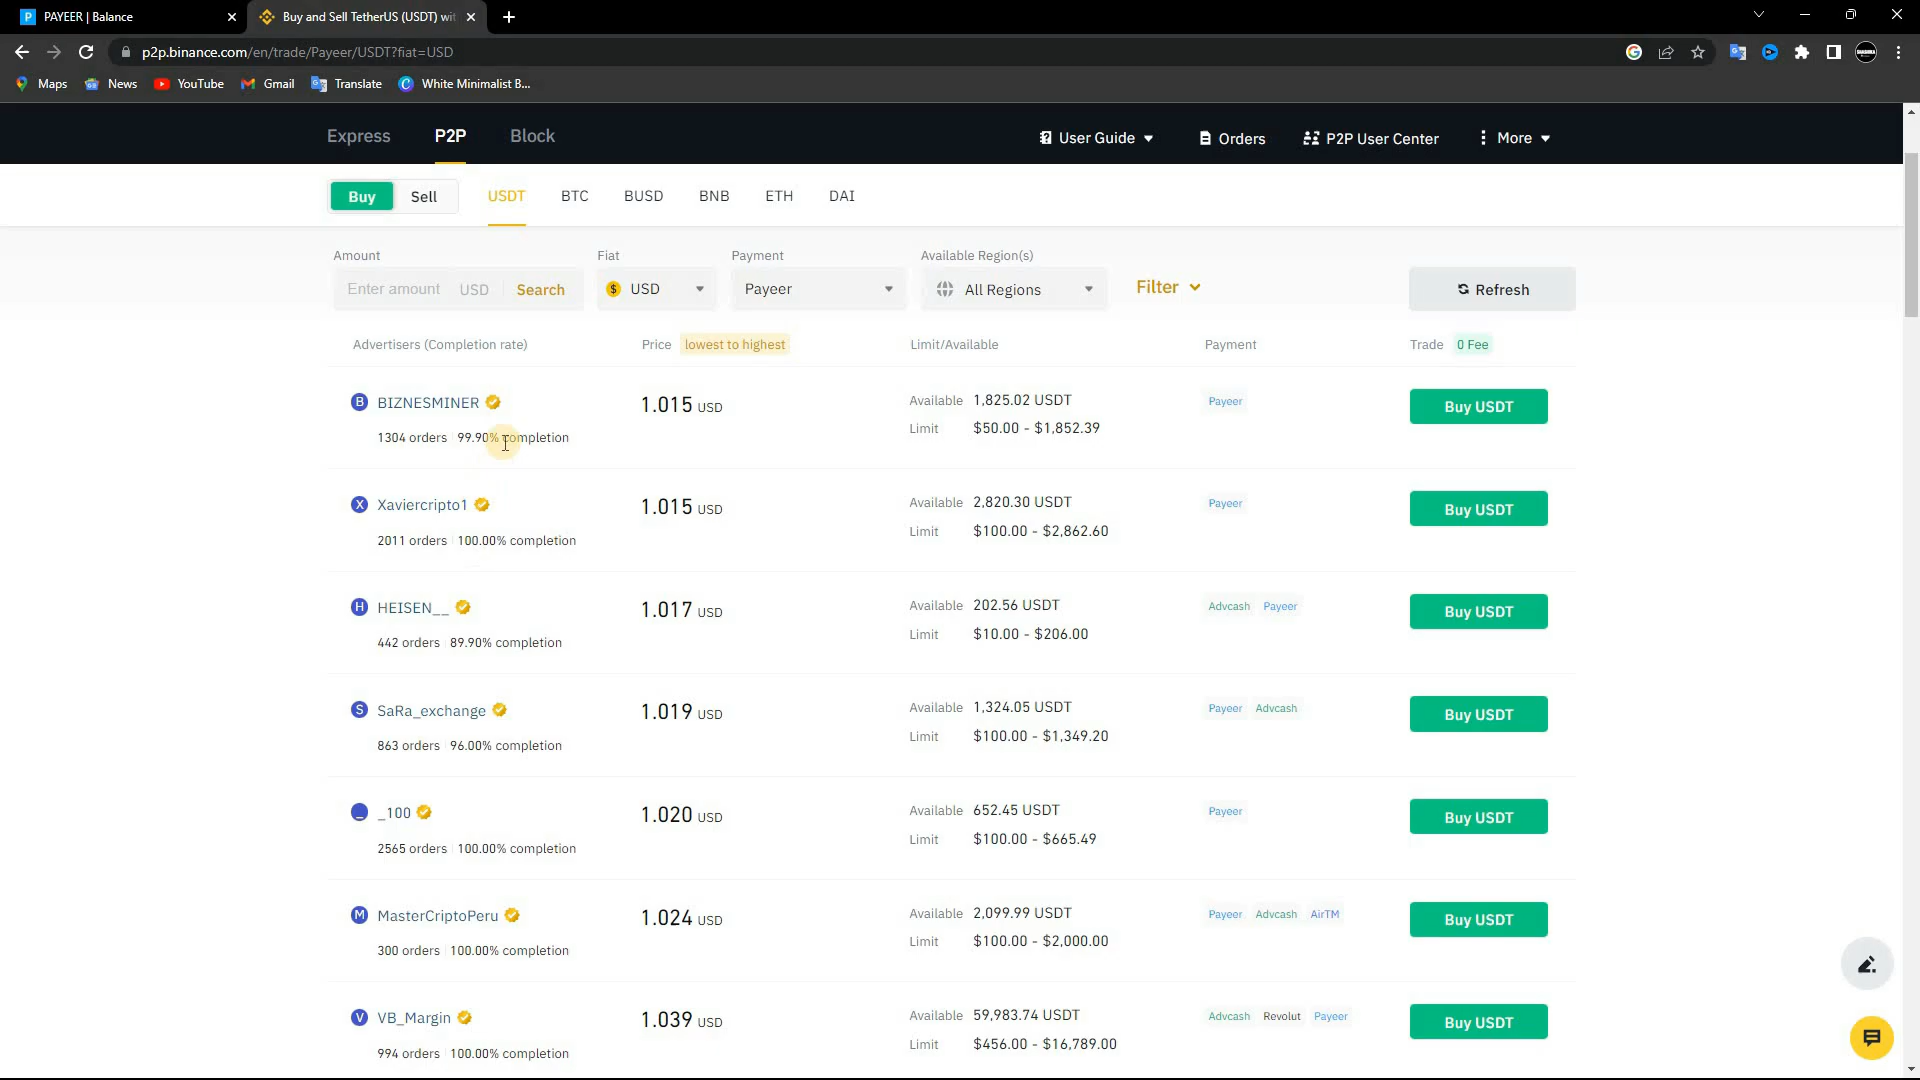 PAYEER | Balance
Buy and Sell TetherUS (USDT) wit
p2p.binance.com/en/trade/Payeer/USDT?fiat=USD
Maps News YouTube Gmail Translate White Minimalist B...
Express P2P Block User Guide Orders P2P User Center More
Buy Sell USDT BTC BUSD BNB ETH DAI
Amount Fiat Payment Available Region(s)
Enter amount USD Search USD Payeer All Regions Filter Refresh
Advertisers (Completion rate) Price lowest to highest Limit/Available Payment Trade 0 Fee
B BIZNESMINER 1.015 USD Available 1,825.02 USDT Payeer Buy USDT
1304 orders 99.90% completion Limit $50.00 - $1,852.39
X Xaviercripto1 1.015 USD Available 2,820.30 USDT Payeer Buy USDT
2011 orders 100.00% completion Limit $100.00 - $2,862.60
H HEISEN__ 1.017 USD Available 202.56 USDT Advcash Payeer Buy USDT
442 orders 89.90% completion Limit $10.00 - $206.00
S SaRa_exchange 1.019 USD Available 1,324.05 USDT Payeer Advcash Buy USDT
863 orders 96.00% completion Limit $100.00 - $1,349.20
_ _100 1.020 USD Available 652.45 USDT Payeer Buy USDT
2565 orders 100.00% completion Limit $100.00 - $665.49
M MasterCriptoPeru 1.024 USD Available 2,099.99 USDT Payeer Advcash AirTM Buy USDT
300 orders 100.00% completion Limit $100.00 - $2,000.00
V VB_Margin 1.039 USD Available 59,983.74 USDT Advcash Revolut Payeer Buy USDT
994 orders 100.00% completion Limit $456.00 - $16,789.00